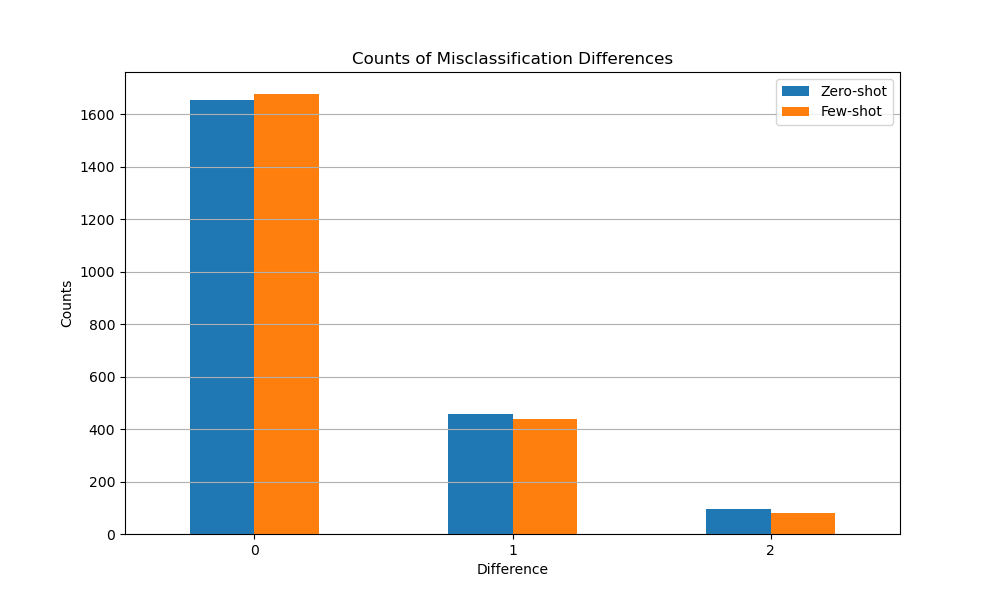 Counts of Misclassification Differences
Zero-shot
Few-shot
1600
1400
1200
1000
800
600
400
200
0
Counts
0
1
2
Difference